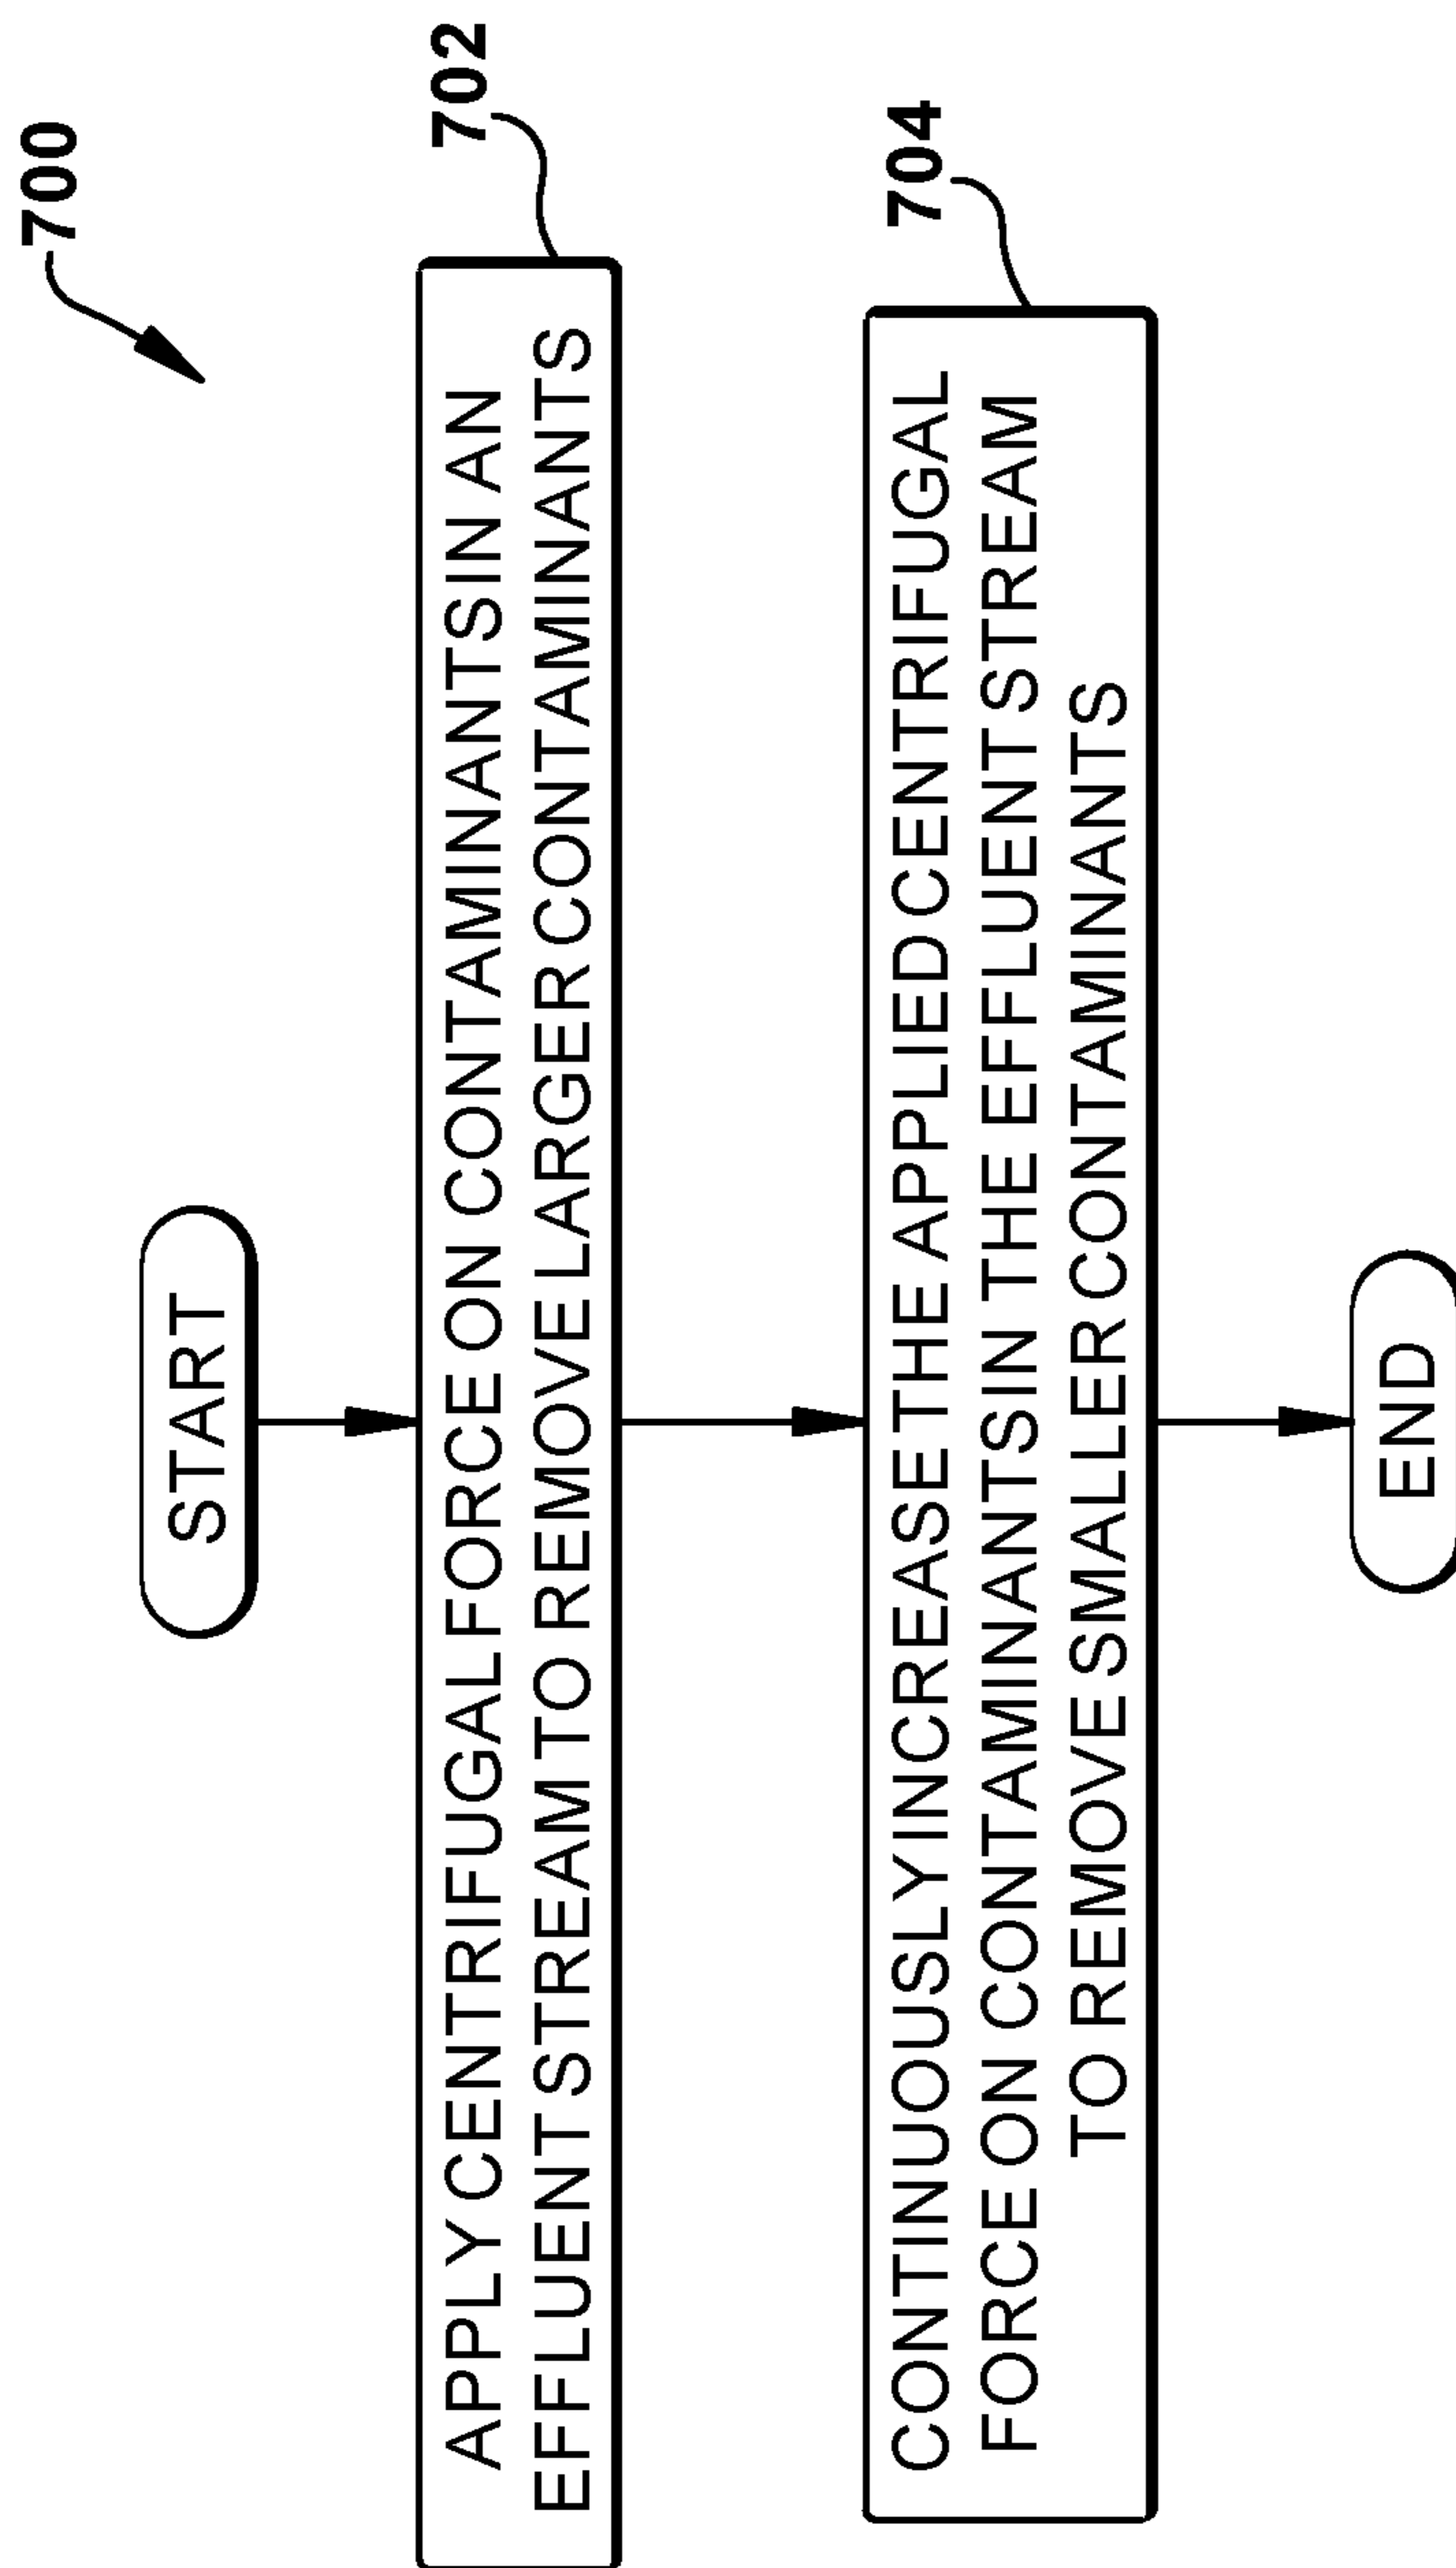 700
START
702
APPLY CENTRIFUGAL FORCE ON CONTAMINANTS IN AN
EFFLUENT STREAM TO REMOVE LARGER CONTAMINANTS
704
CONTINUOUSLY INCREASE THE APPLIED CENTRIFUGAL
FORCE ON CONTAMINANTS IN THE EFFLUENT STREAM
TO REMOVE SMALLER CONTAMINANTS
END